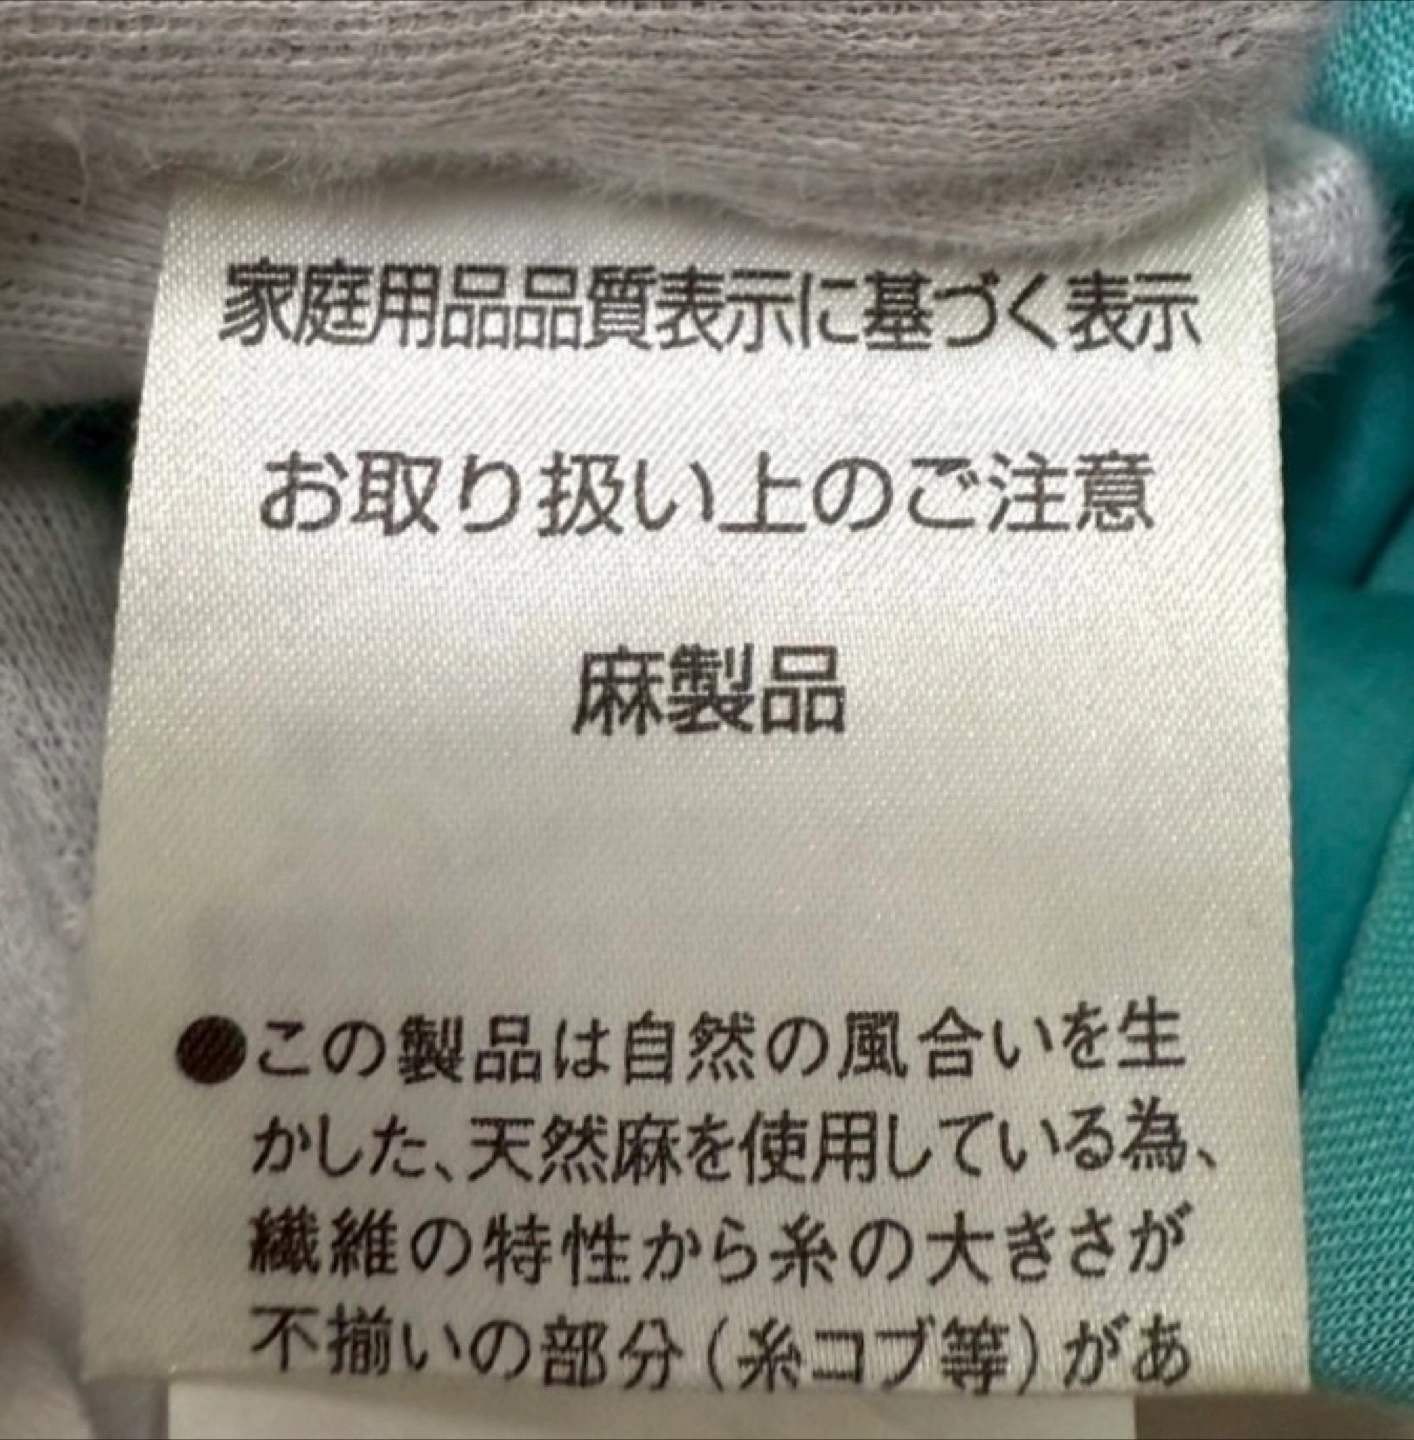 家庭用品品質表示に基づく表示
お取り扱い上のご注意
麻製品
●この製品は自然の風合いを生
かした、天然麻を使用している為、
繊維の特性から糸の大きさが
不揃いの部分(糸コブ等)があ